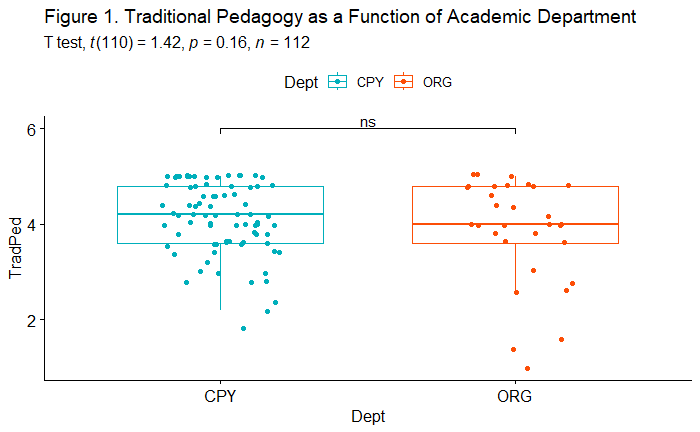 Figure 1. Traditional Pedagogy as a Function of Academic Department
T test, t(110) = 1.42, p = 0.16, n = 112
Dept CPY ORG
ns
6
4
2
TradPed
CPY ORG
Dept